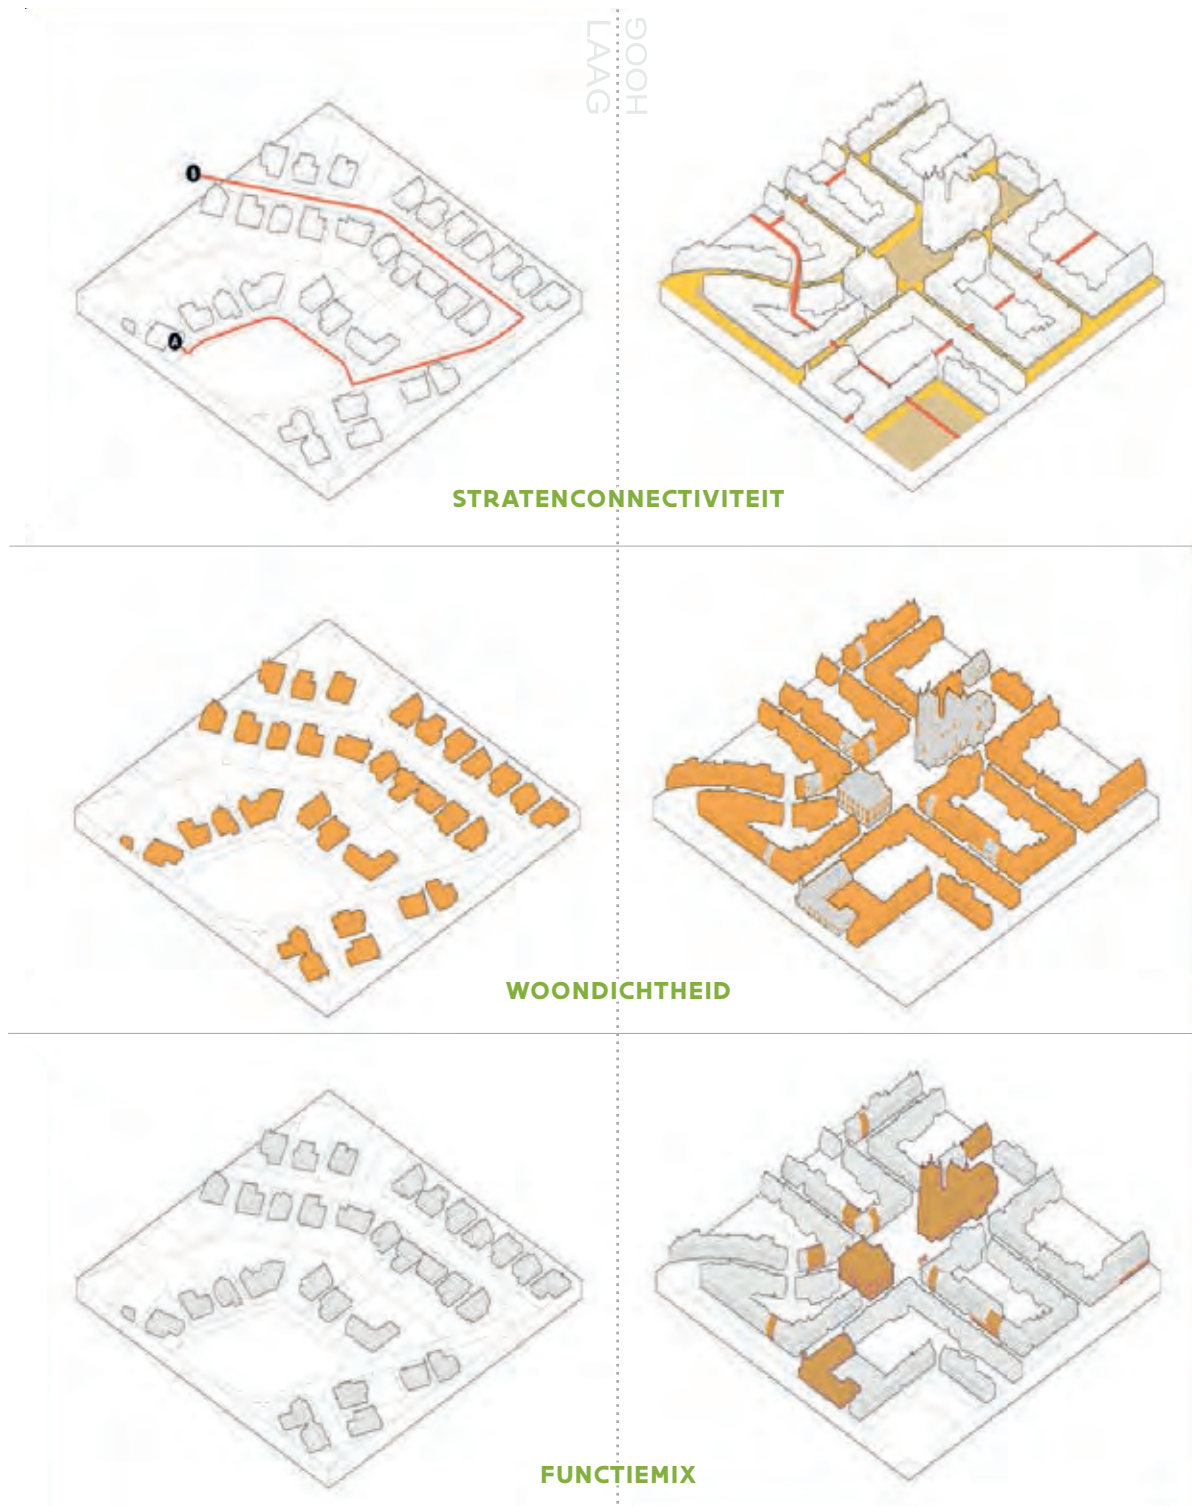 LAAG
HOOG
B
A
STRATENCONNECTIVITEIT
WOONDICHTHEID
FUNCTIEMIX